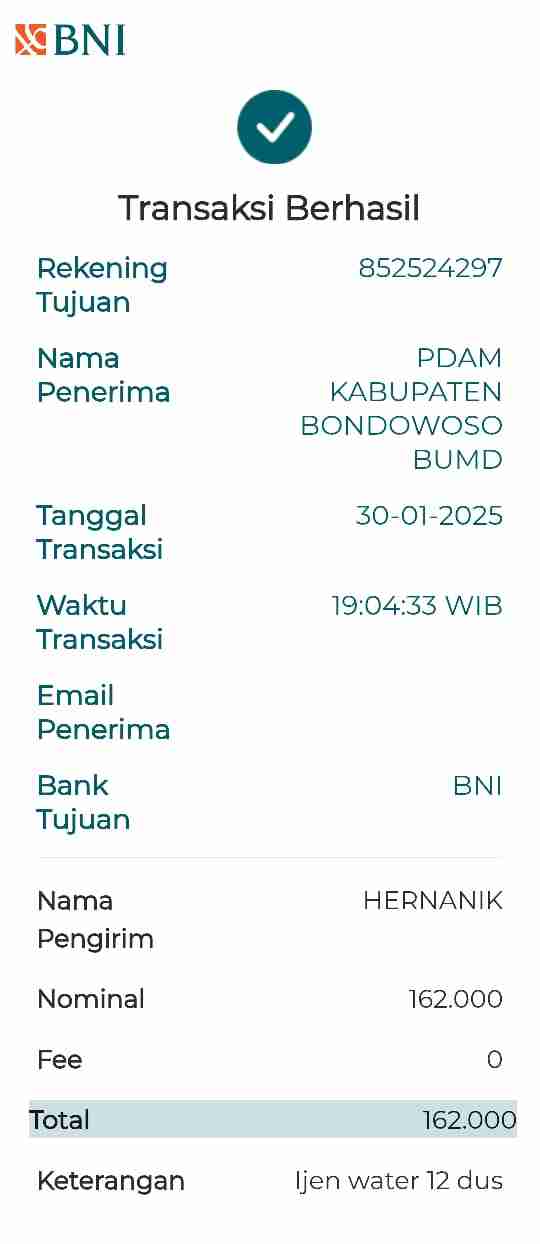 BNI
Transaksi Berhasil
Rekening 852524297
Tujuan
Nama PDAM
Penerima KABUPATEN
BONDOWOSO
BUMD
Tanggal 30-01-2025
Transaksi
Waktu 19:04:33 WIB
Transaksi
Email
Penerima
Bank BNI
Tujuan
Nama HERNANIK
Pengirim
Nominal 162.000
Fee 0
Total 162.000
Keterangan Ijen water 12 dus